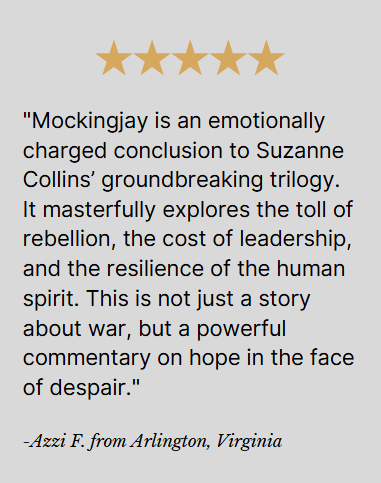 "Mockingjay is an emotionally
charged conclusion to Suzanne
Collins’ groundbreaking trilogy.
It masterfully explores the toll of
rebellion, the cost of leadership,
and the resilience of the human
spirit. This is not just a story
about war, but a powerful
commentary on hope in the face
of despair."
-Azzi F. from Arlington, Virginia